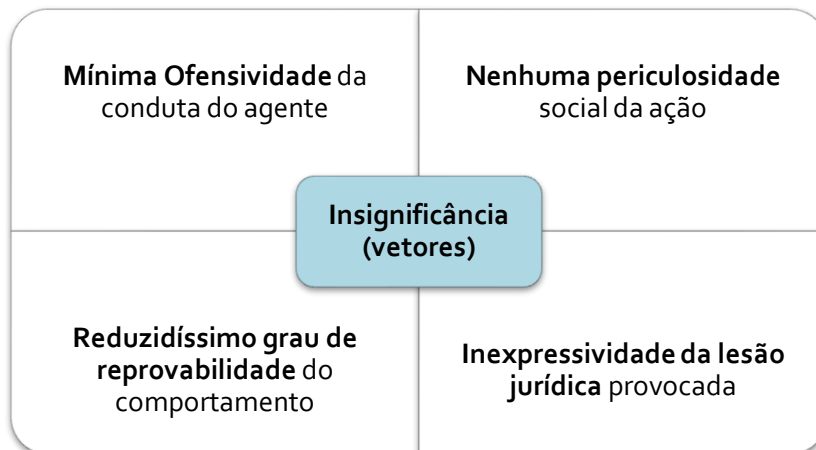 Mínima Ofensividade da
conduta do agente
Nenhuma periculosidade
social da ação
Insignificância
(vetores)
Reduzidíssimo grau de
reprovabilidade do
comportamento
Inexpressividade da lesão
jurídica provocada